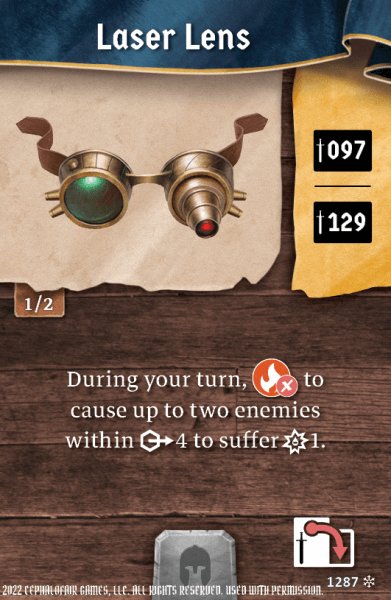 Laser Lens
097
129
1/2
During your turn, to
cause up to two enemies
within 4 to suffer 1.
1287
2022 CEPHALOFAIR GAMES, LLC. ALL RIGHTS RESERVED. USED WITH PERMISSION.